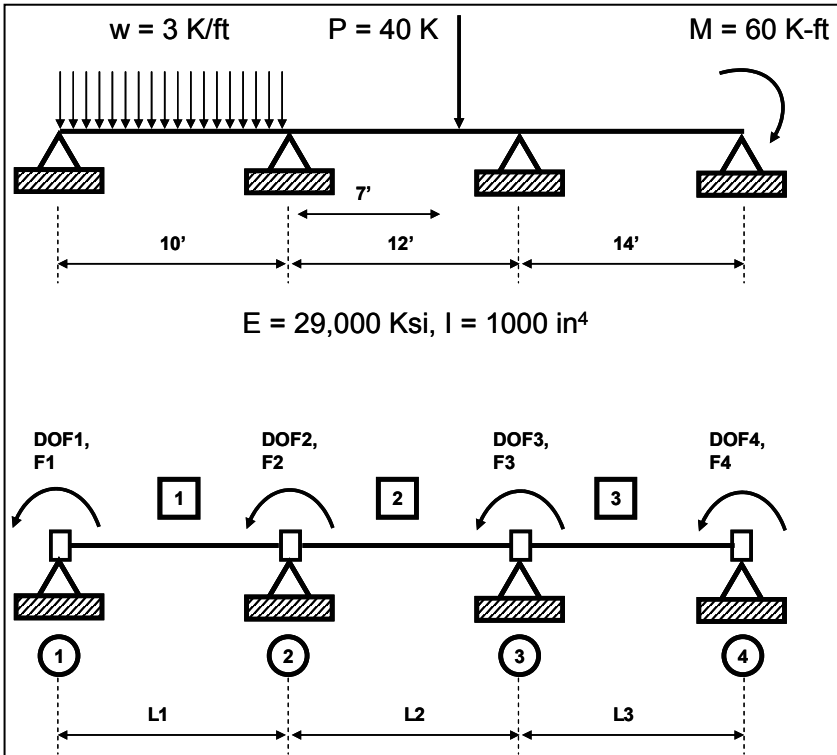 w = 3 K/ft P = 40 K M = 60 K-ft
7’
10’ 12’ 14’
E = 29,000 Ksi, I = 1000 in⁴
DOF1, DOF2, DOF3, DOF4,
F1 F2 F3 F4
1 2 3
1 2 3 4
L1 L2 L3